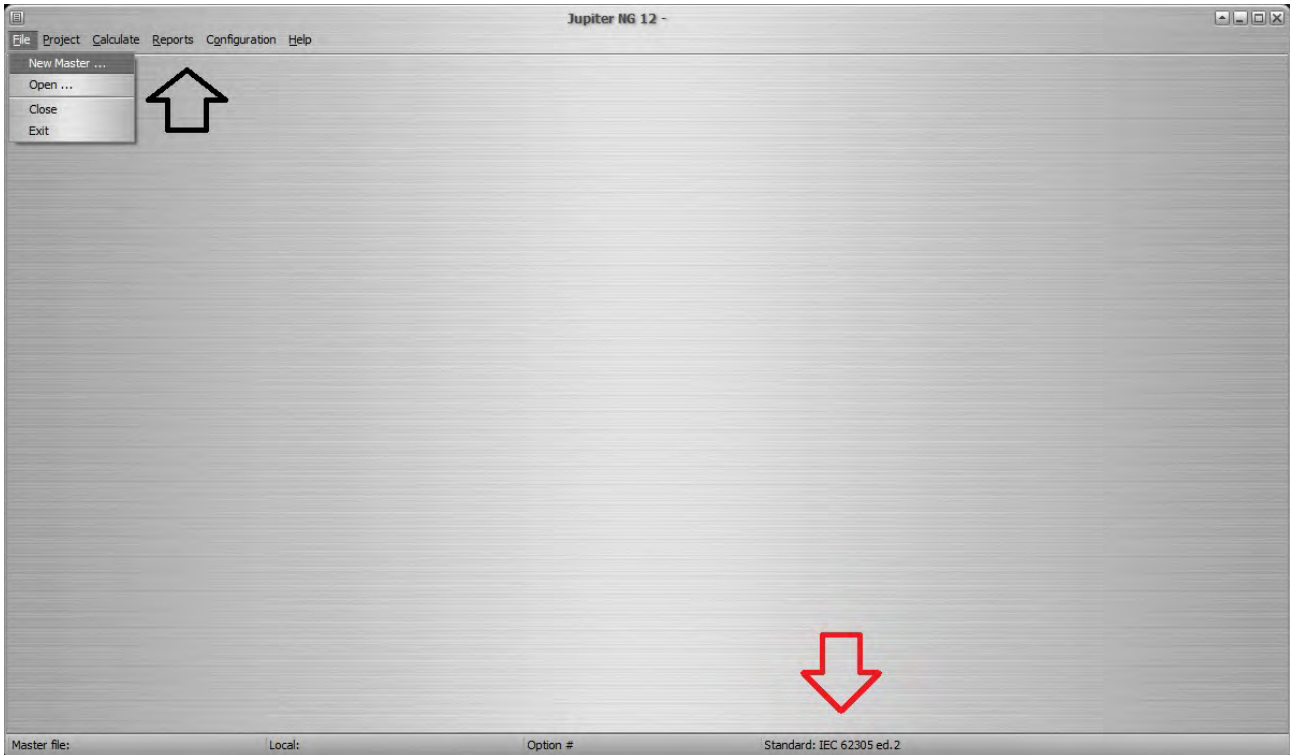 Jupiter NG 12 -
File Project Calculate Reports Configuration Help
New Master ...
Open ...
Close
Exit
Master file: Local: Option # Standard: IEC 62305 ed.2